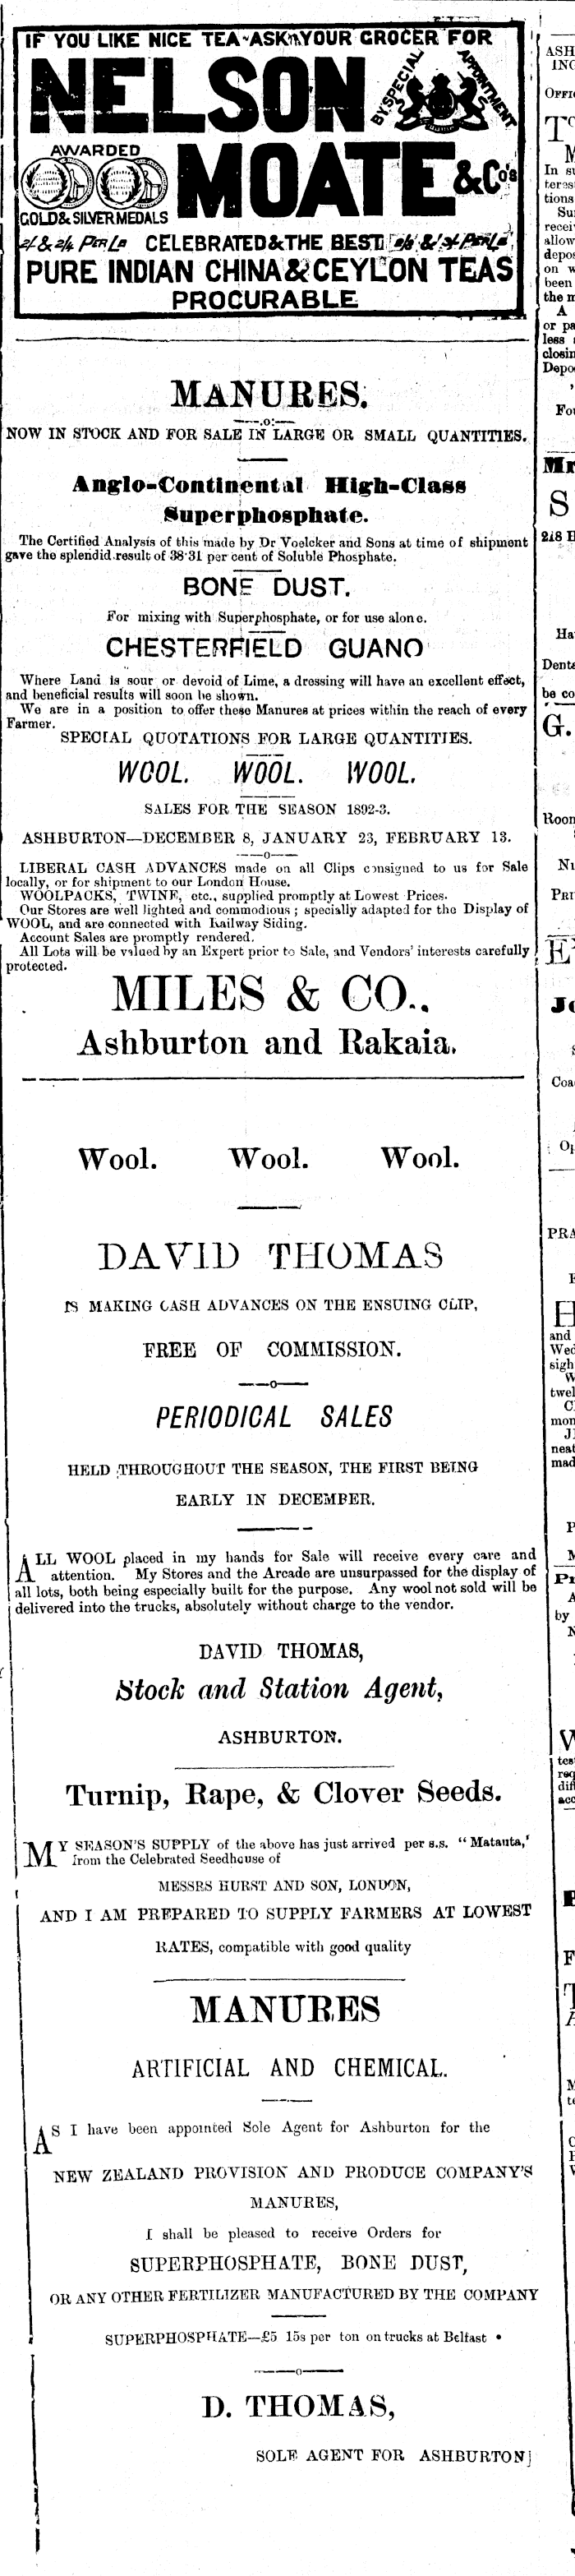 IF YOU LIKE NICE TEA ASK YOUR GROCER FOR
NELSON
BY SPECIAL APPOINTMENT
AWARDED
MOATE & Co's
GOLD & SILVER MEDALS
2/- & 2/4 PER Lb CELEBRATED & THE BEST
PURE INDIAN CHINA & CEYLON TEAS
PROCURABLE
MANURES.
—:o:—
NOW IN STOCK AND FOR SALE IN LARGE OR SMALL QUANTITIES.
Anglo-Continental High-Class
Superphosphate.
The Certified Analysis of this made by Dr Voelcker and Sons at time of shipment
gave the splendid result of 38·31 per cent of Soluble Phosphate.
BONE DUST.
For mixing with Superphosphate, or for use alone.
CHESTERFIELD GUANO
Where Land is sour or devoid of Lime, a dressing will have an excellent effect,
and beneficial results will soon be shown.
We are in a position to offer these Manures at prices within the reach of every
Farmer.
SPECIAL QUOTATIONS FOR LARGE QUANTITIES.
WOOL. WOOL. WOOL.
SALES FOR THE SEASON 1892-3.
ASHBURTON—DECEMBER 8, JANUARY 23, FEBRUARY 13.
—o—
LIBERAL CASH ADVANCES made on all Clips consigned to us for Sale
locally, or for shipment to our London House.
WOOLPACKS, TWINE, etc., supplied promptly at Lowest Prices.
Our Stores are well lighted and commodious ; specially adapted for the Display of
WOOL, and are connected with Railway Siding.
Account Sales are promptly rendered.
All Lots will be valued by an Expert prior to Sale, and Vendors' interests carefully
protected.
MILES & CO.,
Ashburton and Rakaia.
Wool. Wool. Wool.
DAVID THOMAS
IS MAKING CASH ADVANCES ON THE ENSUING CLIP,
FREE OF COMMISSION.
—o—
PERIODICAL SALES
HELD THROUGHOUT THE SEASON, THE FIRST BEING
EARLY IN DECEMBER.
ALL WOOL placed in my hands for Sale will receive every care and
attention. My Stores and the Arcade are unsurpassed for the display of
all lots, both being especially built for the purpose. Any wool not sold will be
delivered into the trucks, absolutely without charge to the vendor.
DAVID THOMAS,
Stock and Station Agent,
ASHBURTON.
Turnip, Rape, & Clover Seeds.
MY SEASON'S SUPPLY of the above has just arrived per s.s. "Matauta,'
from the Celebrated Seedhouse of
MESSRS HURST AND SON, LONDON,
AND I AM PREPARED TO SUPPLY FARMERS AT LOWEST
RATES, compatible with good quality
MANURES
ARTIFICIAL AND CHEMICAL.
AS I have been appointed Sole Agent for Ashburton for the
NEW ZEALAND PROVISION AND PRODUCE COMPANY'S
MANURES,
I shall be pleased to receive Orders for
SUPERPHOSPHATE, BONE DUST,
OR ANY OTHER FERTILIZER MANUFACTURED BY THE COMPANY
SUPERPHOSPHATE—£5 15s per ton on trucks at Belfast •
—o—
D. THOMAS,
SOLE AGENT FOR ASHBURTON]